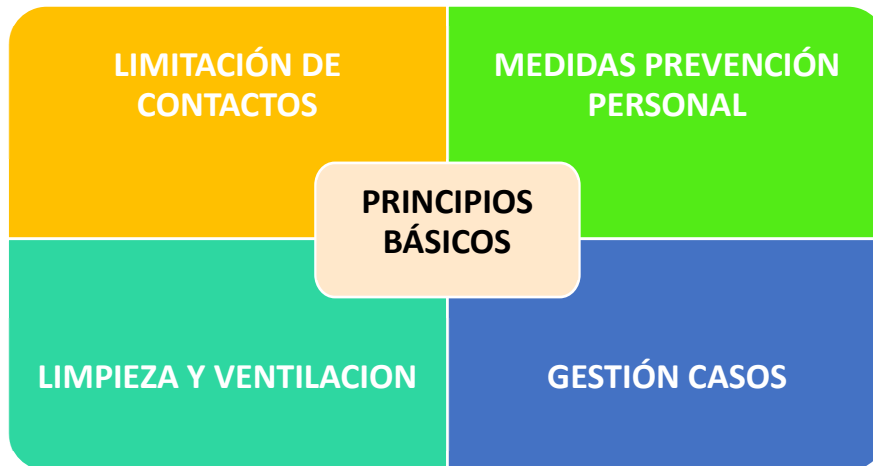 LIMITACIÓN DE
CONTACTOS
MEDIDAS PREVENCIÓN
PERSONAL
PRINCIPIOS
BÁSICOS
LIMPIEZA Y VENTILACION
GESTIÓN CASOS